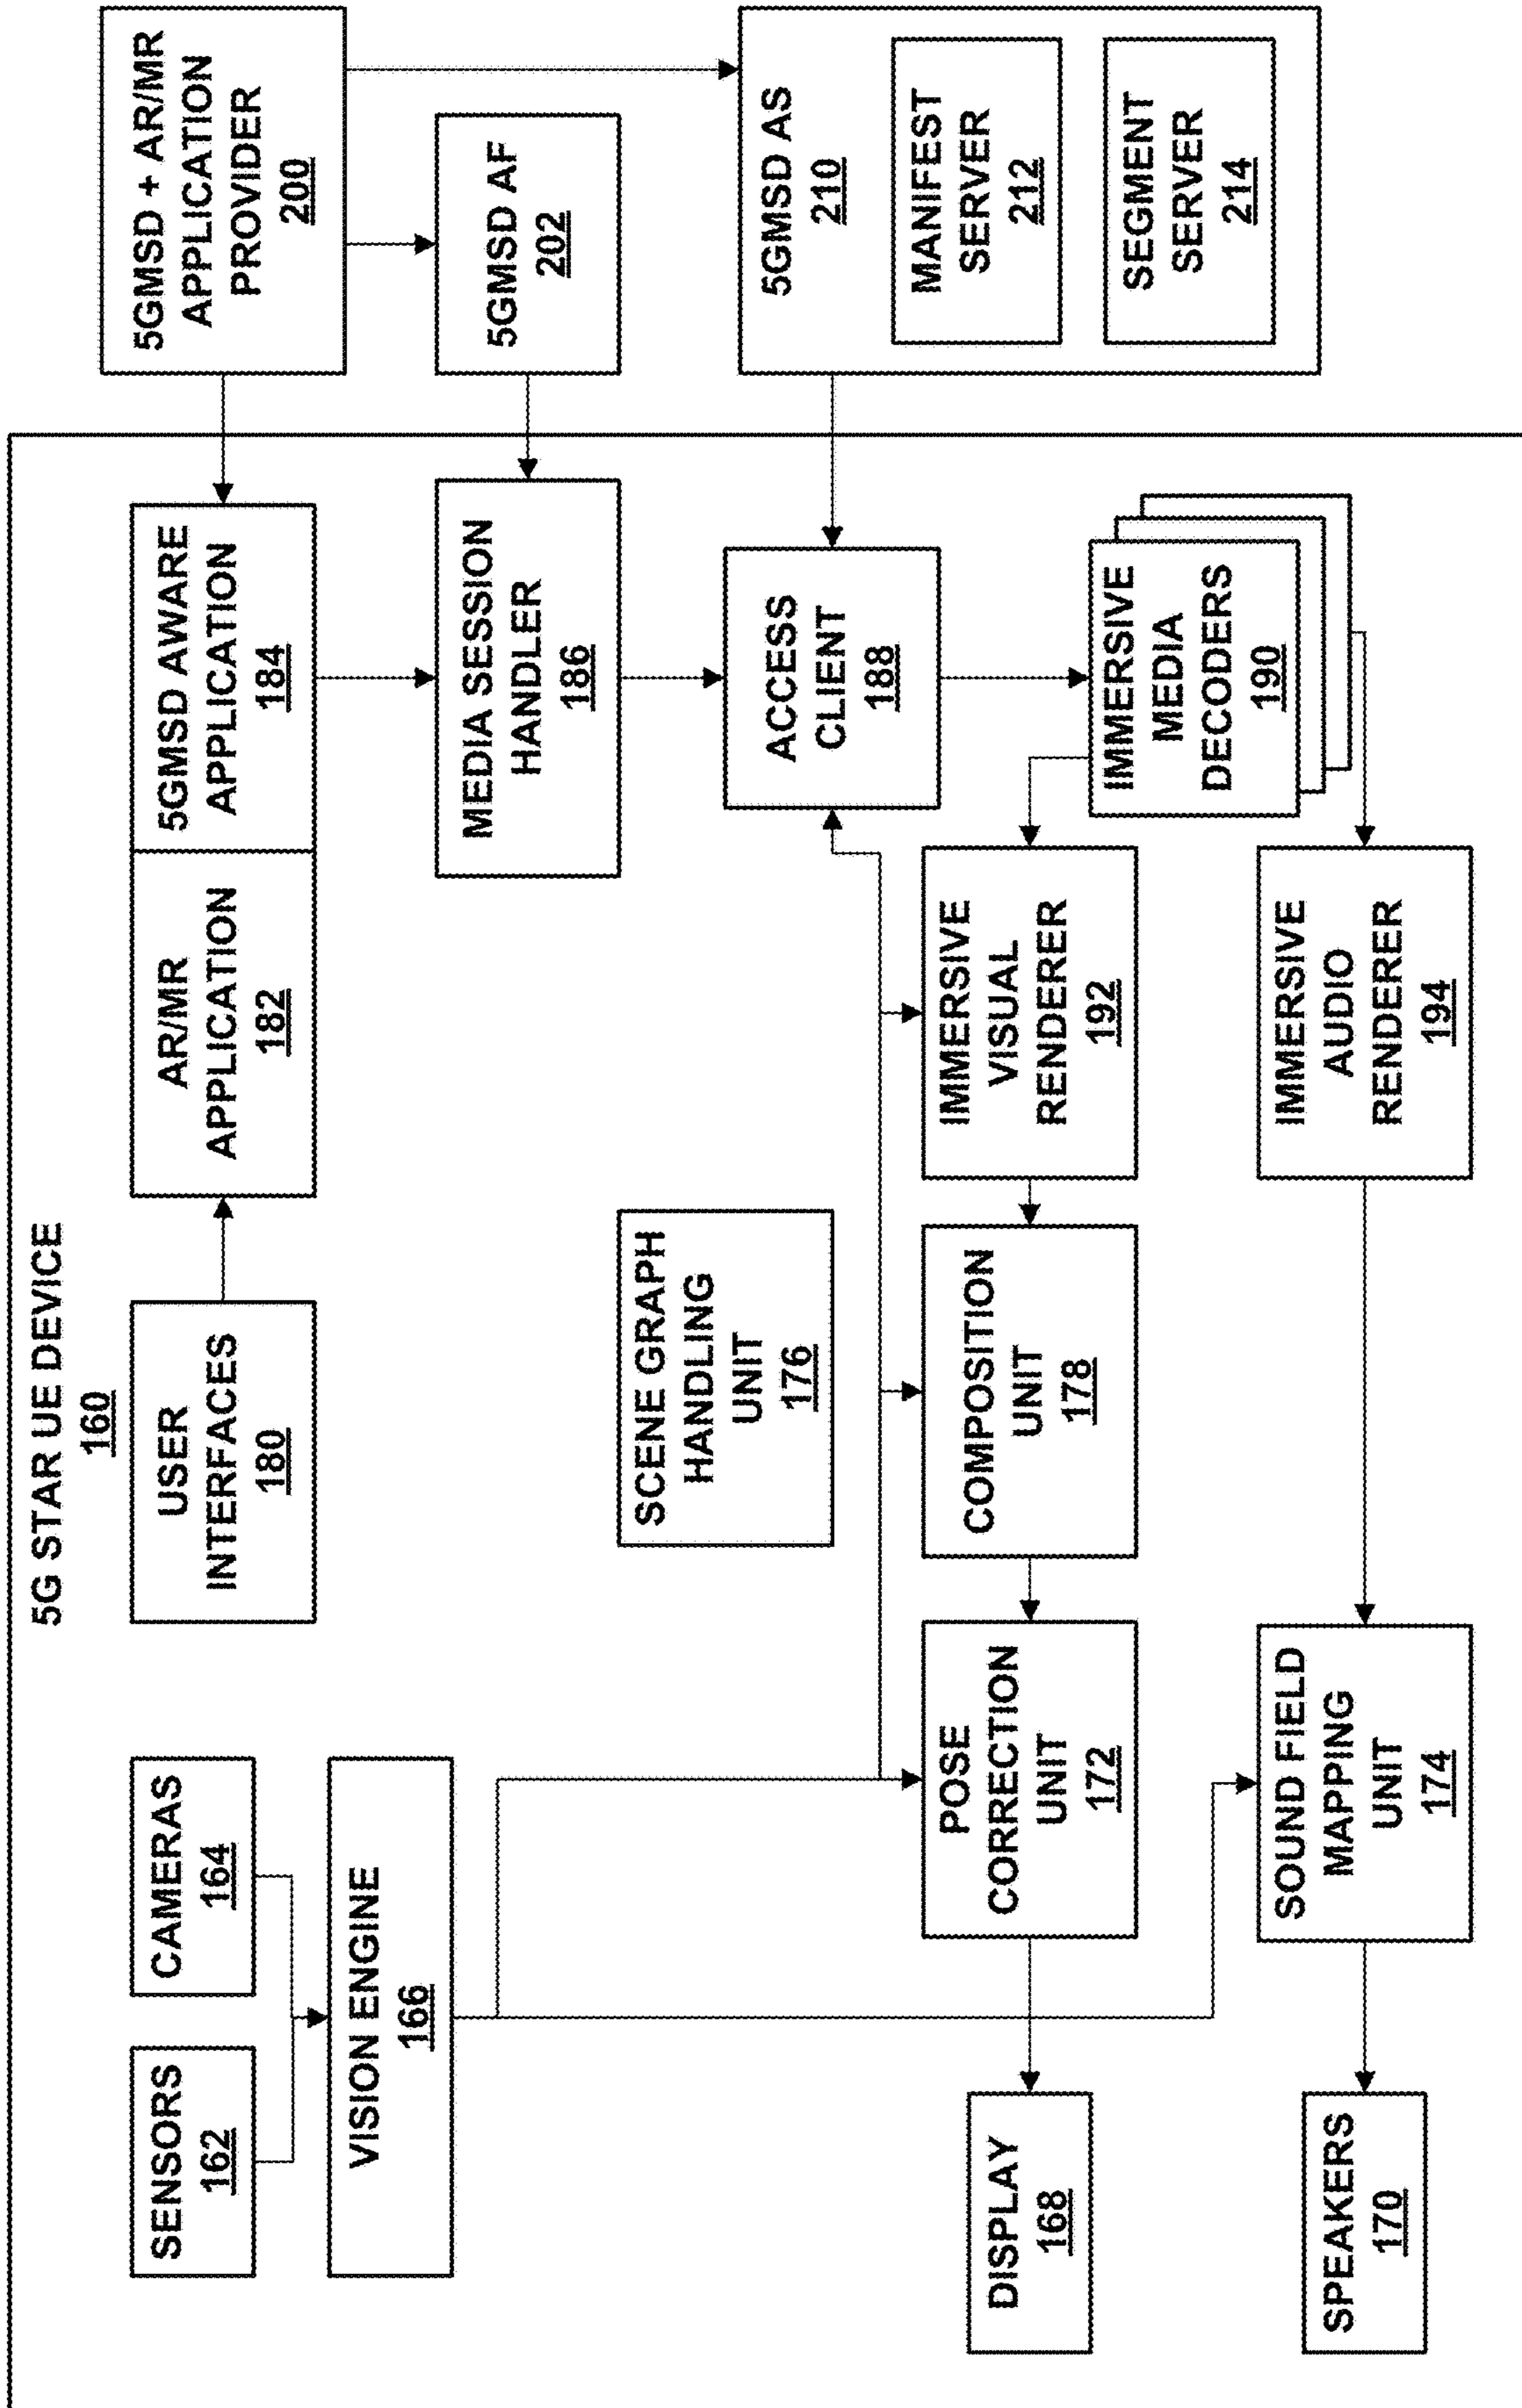 5G STAR UE DEVICE
160
SENSORS
162
CAMERAS
164
VISION ENGINE
166
USER
INTERFACES
180
AR/MR
APPLICATION
182
5GMSD AWARE
APPLICATION
184
5GMSD + AR/MR
APPLICATION
PROVIDER
200
MEDIA SESSION
HANDLER
186
5GMSD AF
202
SCENE GRAPH
HANDLING
UNIT
176
ACCESS
CLIENT
188
5GMSD AS
210
MANIFEST
SERVER
212
SEGMENT
SERVER
214
DISPLAY
168
POSE
CORRECTION
UNIT
172
COMPOSITION
UNIT
178
IMMERSIVE
VISUAL
RENDERER
192
IMMERSIVE
MEDIA
DECODERS
190
SPEAKERS
170
SOUND FIELD
MAPPING
UNIT
174
IMMERSIVE
AUDIO
RENDERER
194